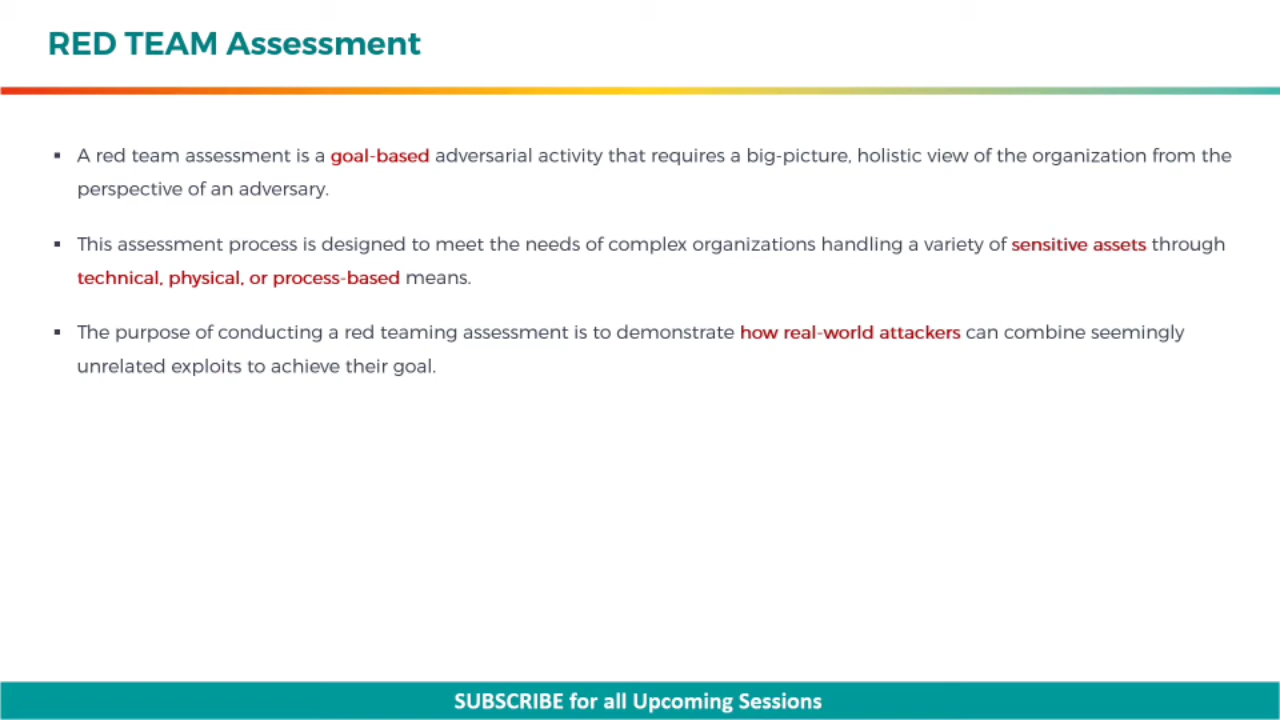 RED TEAM Assessment
▪ A red team assessment is a goal-based adversarial activity that requires a big-picture, holistic view of the organization from the
perspective of an adversary.
▪ This assessment process is designed to meet the needs of complex organizations handling a variety of sensitive assets through
technical, physical, or process-based means.
▪ The purpose of conducting a red teaming assessment is to demonstrate how real-world attackers can combine seemingly
unrelated exploits to achieve their goal.
SUBSCRIBE for all Upcoming Sessions